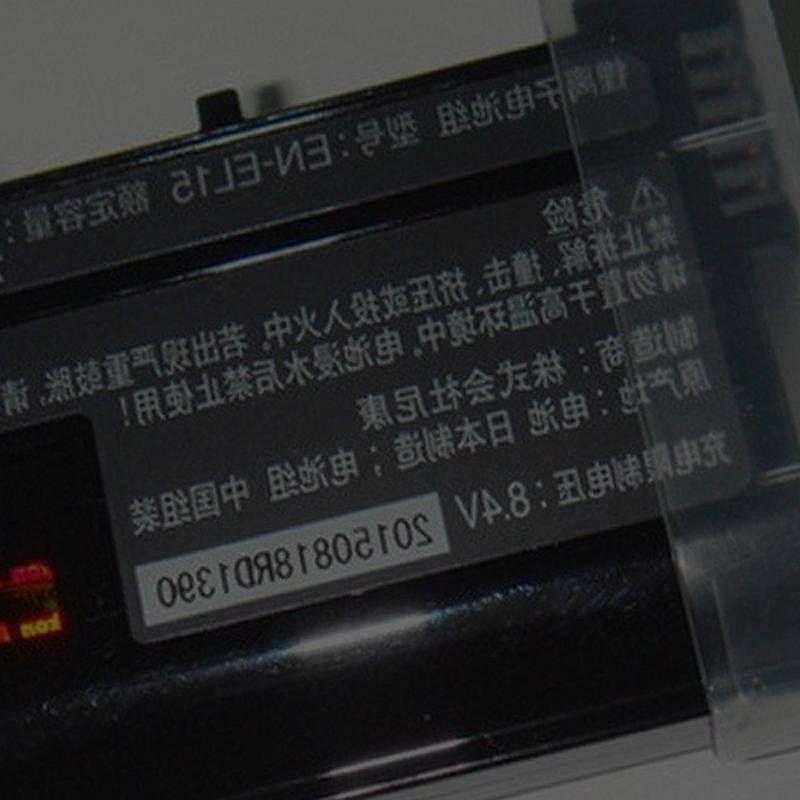 锂离子电池组 型号：EN-EL15 额定容量：
危险
禁止拆解、撞击、挤压或投入火中，若出现严重鼓胀，请
请勿置于高温环境中。电池浸水后禁止使用！
制造商：株式会社尼康
原产地：电池 日本制造；电池组 中国组装
充电限制电压：8.4V 20150818RD1390